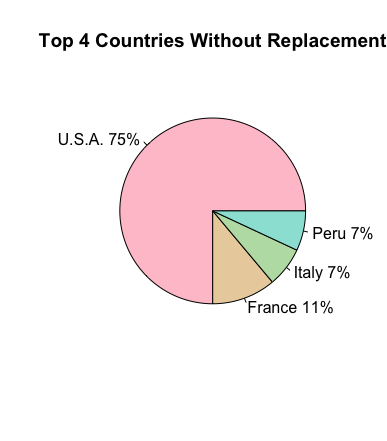 Top 4 Countries Without Replacement
U.S.A. 75%
Peru 7%
Italy 7%
France 11%